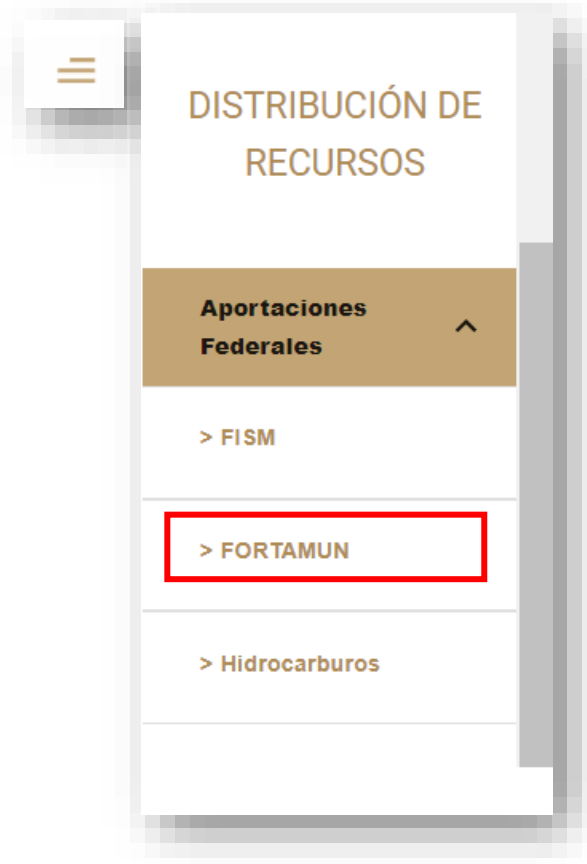 DISTRIBUCIÓN DE
RECURSOS
Aportaciones
Federales
> FISM
> FORTAMUN
> Hidrocarburos